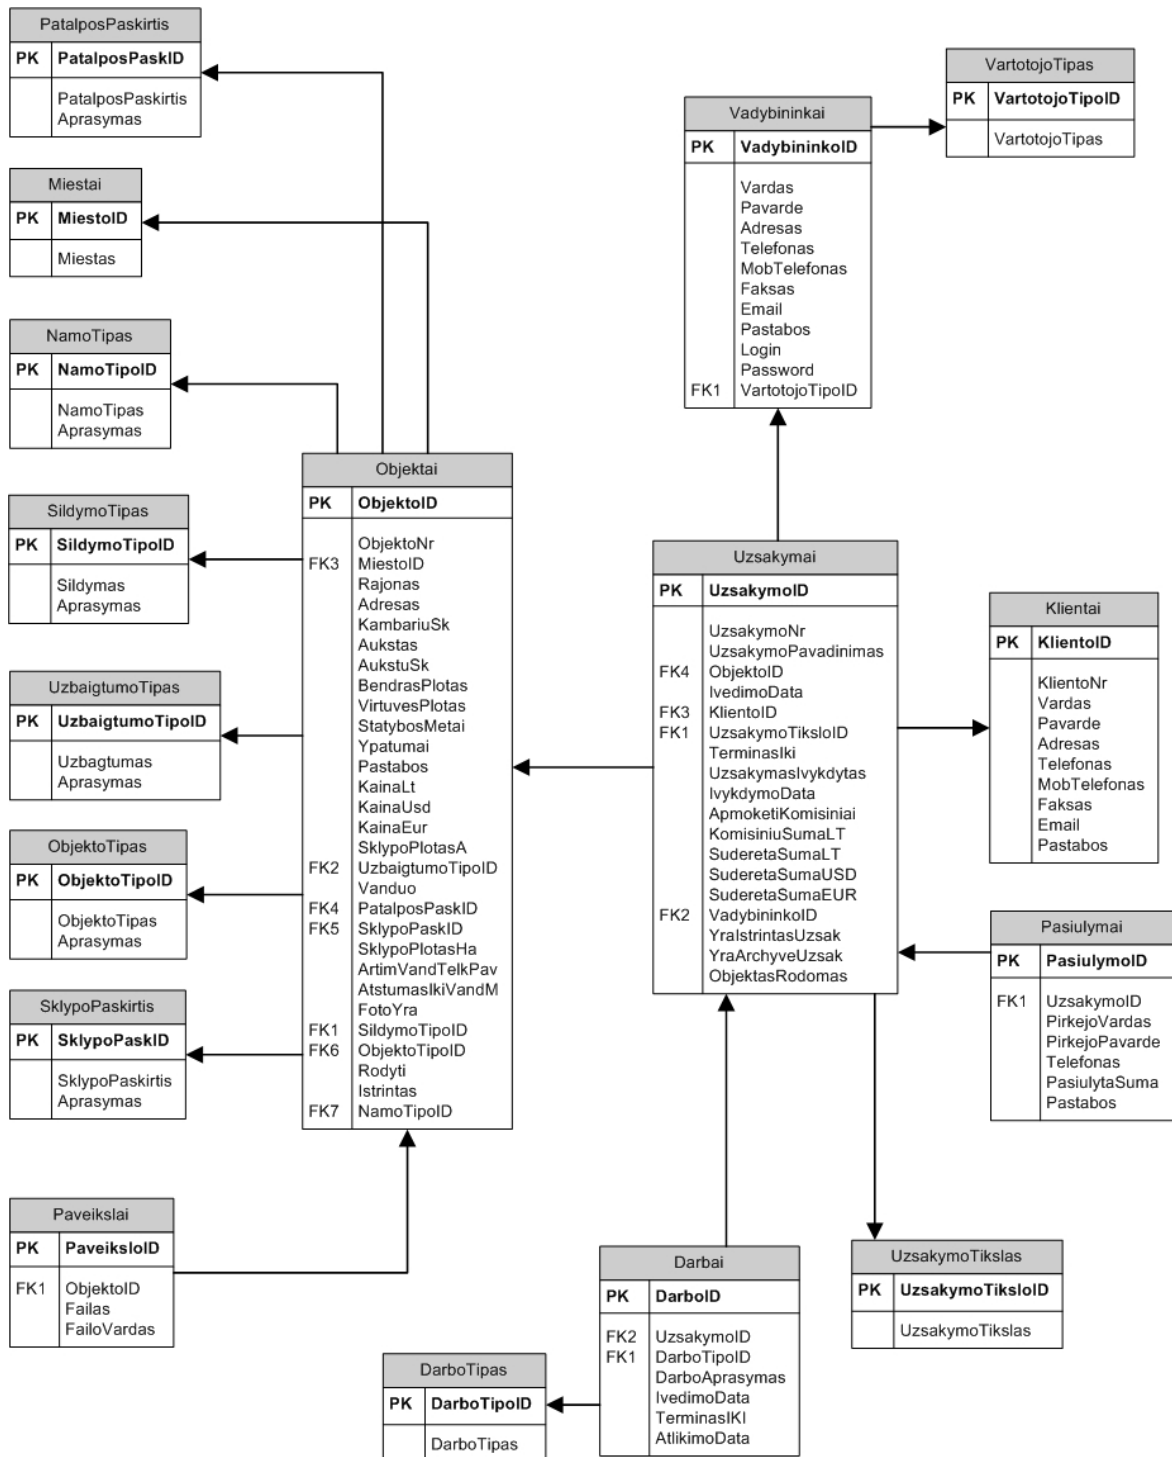 PatalposPaskirtis
PK PatalposPaskID
PatalposPaskirtis
Aprasymas
Miestai
PK MiestoID
Miestas
NamoTipas
PK NamoTipoID
NamoTipas
Aprasymas
SildymoTipas
PK SildymoTipoID
Sildymas
Aprasymas
UzbaigtumoTipas
PK UzbaigtumoTipoID
Uzbagtumas
Aprasymas
ObjektoTipas
PK ObjektoTipoID
ObjektoTipas
Aprasymas
SklypoPaskirtis
PK SklypoPaskID
SklypoPaskirtis
Aprasymas
Paveikslai
PK PaveiksloID
FK1 ObjektoID
Failas
FailoVardas
Objektai
PK ObjektoID
ObjektoNr
FK3 MiestoID
Rajonas
Adresas
KambariuSk
Aukstas
AukstuSk
BendrasPlotas
VirtuvesPlotas
StatybosMetai
Ypatumai
Pastabos
KainaLt
KainaUsd
KainaEur
SklypoPlotasA
FK2 UzbaigtumoTipoID
Vanduo
FK4 PatalposPaskID
FK5 SklypoPaskID
SklypoPlotasHa
ArtimVandTelkPav
AtstumasIkiVandM
FotoYra
FK1 SildymoTipoID
FK6 ObjektoTipoID
Rodyti
Istrintas
FK7 NamoTipoID
Vadybininkai
PK VadybininkoID
Vardas
Pavarde
Adresas
Telefonas
MobTelefonas
Faksas
Email
Pastabos
Login
Password
FK1 VartotojoTipoID
VartotojoTipas
PK VartotojoTipoID
VartotojoTipas
Uzsakymai
PK UzsakymoID
UzsakymoNr
UzsakymoPavadinimas
FK4 ObjektoID
IvedimoData
FK3 KlientoID
FK1 UzsakymoTiksloID
TerminasIki
UzsakymasIvykdytas
IvykdymoData
ApmoketiKomisiniai
KomisiniuSumaLT
SuderetaSumaLT
SuderetaSumaUSD
SuderetaSumaEUR
FK2 VadybininkoID
YraIstrintasUzsak
YraArchyveUzsak
ObjektasRodomas
Klientai
PK KlientoID
KlientoNr
Vardas
Pavarde
Adresas
Telefonas
MobTelefonas
Faksas
Email
Pastabos
Pasiulymai
PK PasiulymoID
FK1 UzsakymoID
PirkejoVardas
PirkejoPavarde
Telefonas
PasiulytaSuma
Pastabos
UzsakymoTikslas
PK UzsakymoTiksloID
UzsakymoTikslas
Darbai
PK DarboID
FK2 UzsakymoID
FK1 DarboTipoID
DarboAprasymas
IvedimoData
TerminasIKI
AtlikimoData
DarboTipas
PK DarboTipoID
DarboTipas